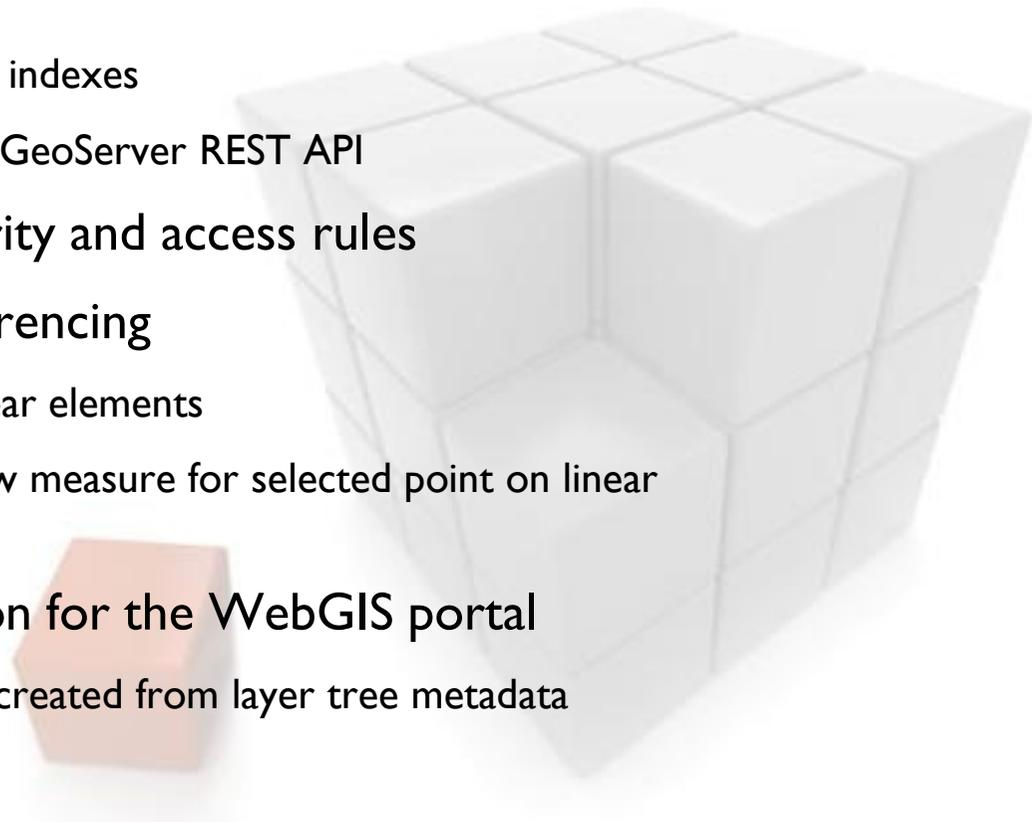 indexes
GeoServer REST API
rity and access rules
rencing
ar elements
w measure for selected point on linear
on for the WebGIS portal
created from layer tree metadata